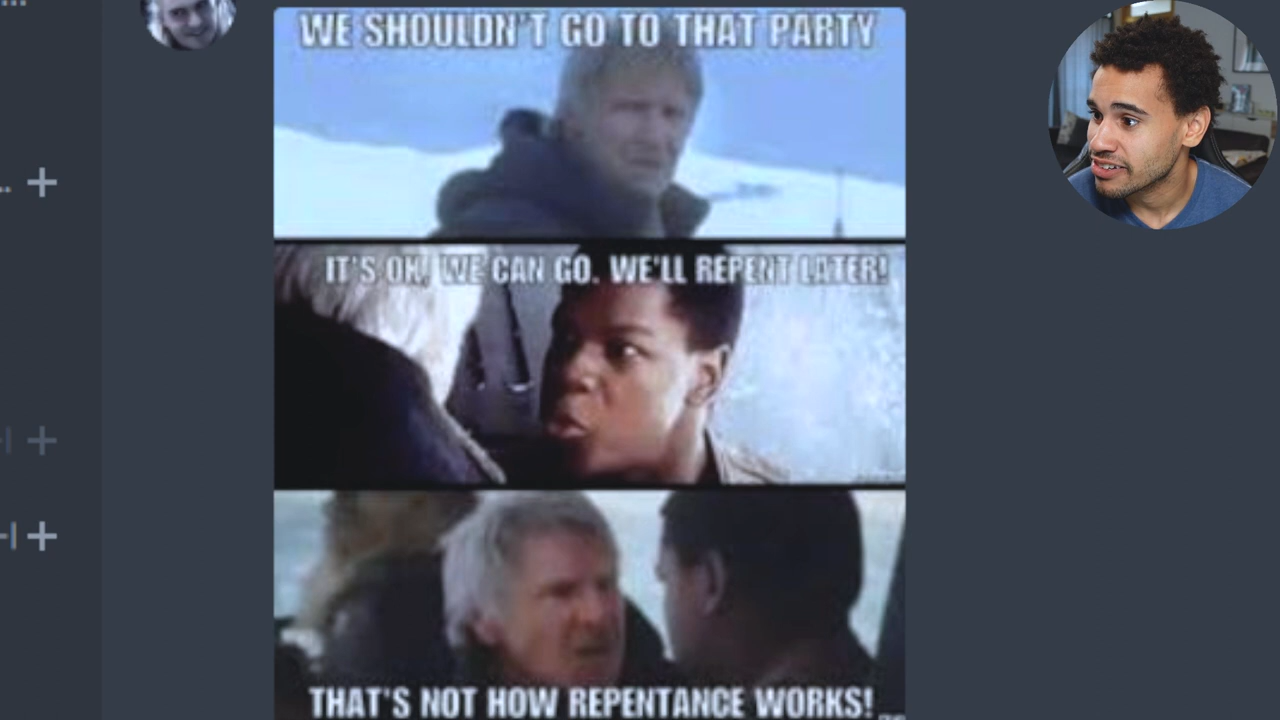 WE SHOULDN'T GO TO THAT PARTY
IT'S OK, WE CAN GO. WE'LL REPENT LATER!
THAT'S NOT HOW REPENTANCE WORKS!